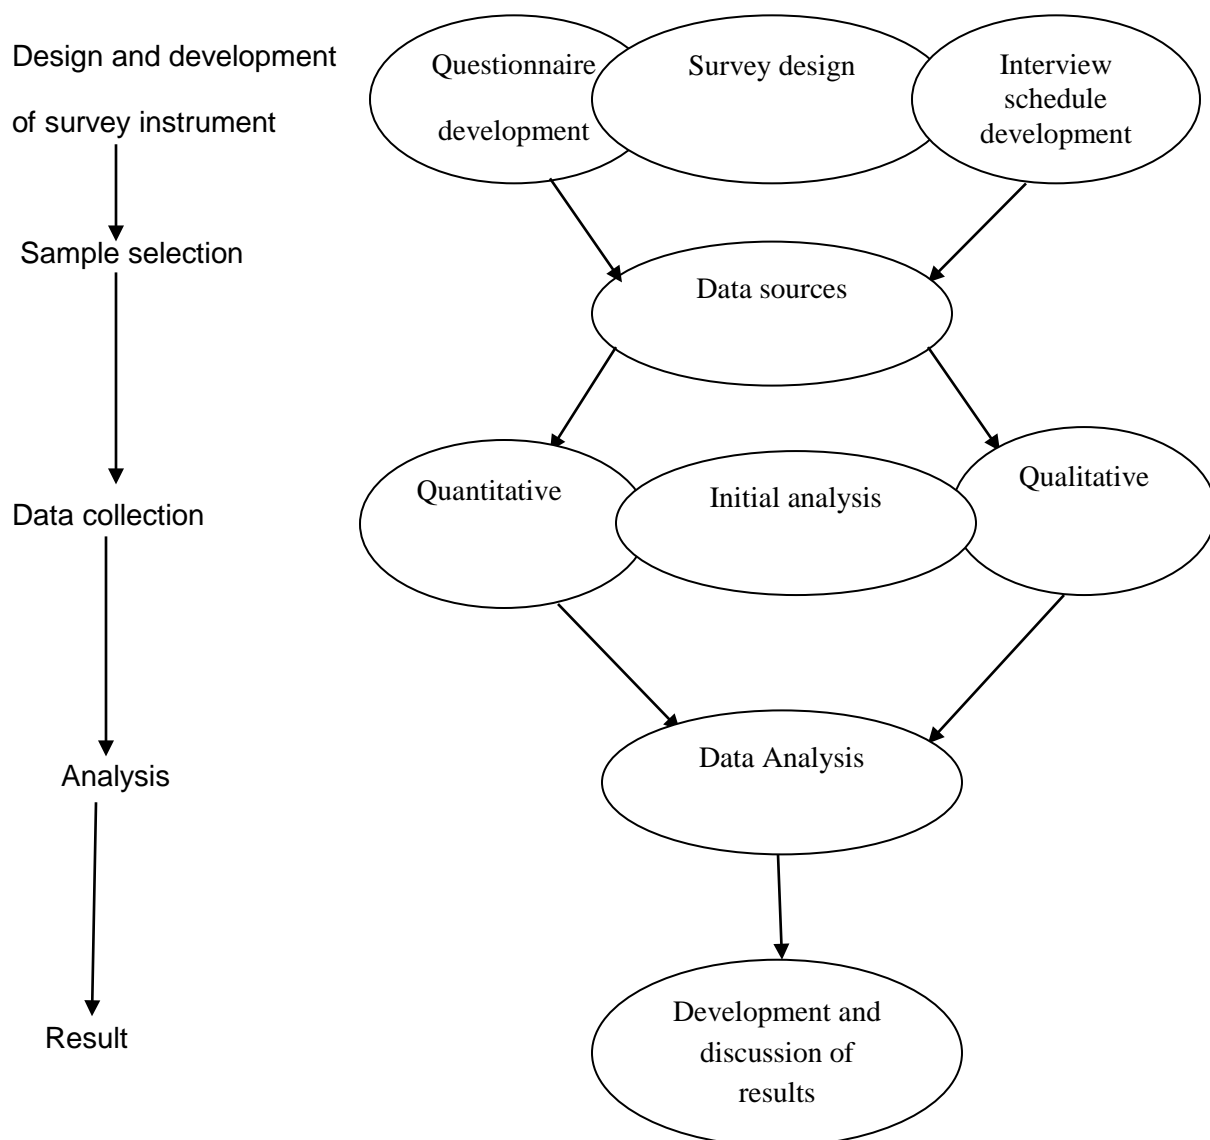 Design and development
of survey instrument
Questionnaire
development
Survey design
Interview
schedule
development
Sample selection
Data sources
Data collection
Quantitative
Initial analysis
Qualitative
Analysis
Data Analysis
Result
Development and
discussion of
results